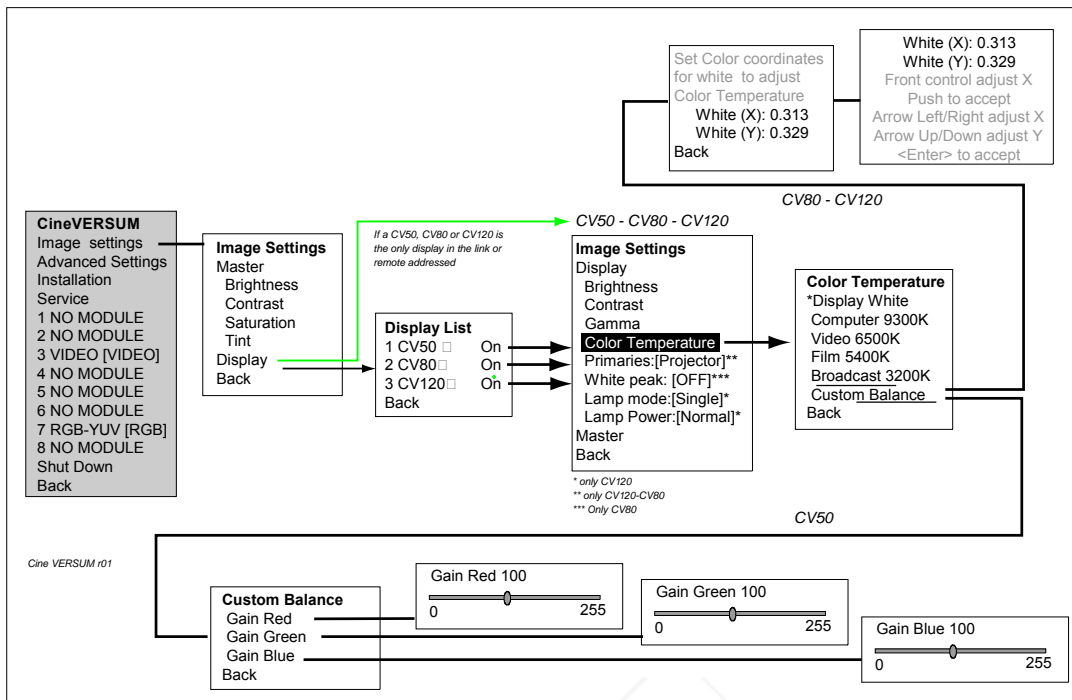 Set Color coordinates
for white to adjust
Color Temperature
White (X): 0.313
White (Y): 0.329
Back
White (X): 0.313
White (Y): 0.329
Front control adjust X
Push to accept
Arrow Left/Right adjust X
Arrow Up/Down adjust Y
<Enter> to accept
CV80 - CV120
CineVERSUM
Image settings
Advanced Settings
Installation
Service
1 NO MODULE
2 NO MODULE
3 VIDEO [VIDEO]
4 NO MODULE
5 NO MODULE
6 NO MODULE
7 RGB-YUV [RGB]
8 NO MODULE
Shut Down
Back
Image Settings
Master
Brightness
Contrast
Saturation
Tint
Display
Back
If a CV50, CV80 or CV120 is
the only display in the link or
remote addressed
Display List
1 CV50 □ On
2 CV80□ On
3 CV120□ On
Back
CV50 - CV80 - CV120
Image Settings
Display
Brightness
Contrast
Gamma
Color Temperature
Primaries:[Projector]**
White peak: [OFF]***
Lamp mode:[Single]*
Lamp Power:[Normal]*
Master
Back
* only CV120
** only CV120-CV80
*** Only CV80
Color Temperature
*Display White
Computer 9300K
Video 6500K
Film 5400K
Broadcast 3200K
Custom Balance
Back
CV50
Cine VERSUM r01
Custom Balance
Gain Red
Gain Green
Gain Blue
Back
Gain Red 100
0 255
Gain Green 100
0 255
Gain Blue 100
0 255